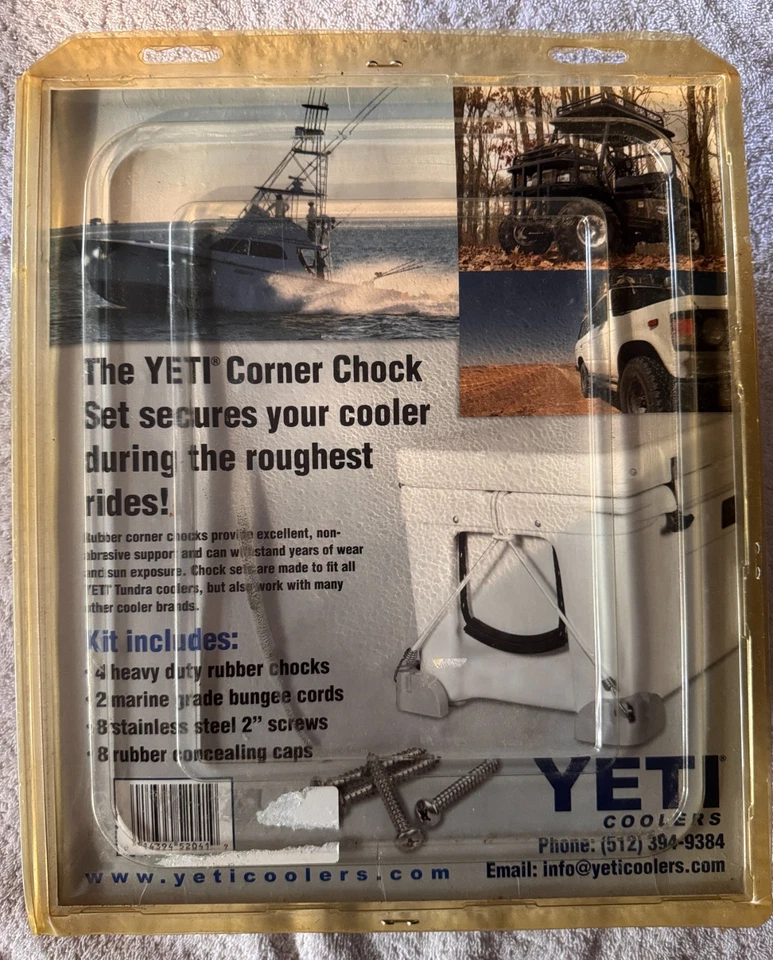 The YETI® Corner Chock
Set secures your cooler
during the roughest
rides!
Rubber corner chocks provide excellent, non-
abrasive support and can withstand years of wear
and sun exposure. Chock sets are made to fit all
YETI Tundra coolers, but also work with many
other cooler brands.
Kit includes:
• 4 heavy duty rubber chocks
• 2 marine grade bungee cords
• 8 stainless steel 2” screws
• 8 rubber concealing caps
YETI®
COOLERS
14394 52041
Phone: (512) 394-9384
www.yeticoolers.com
Email: info@yeticoolers.com